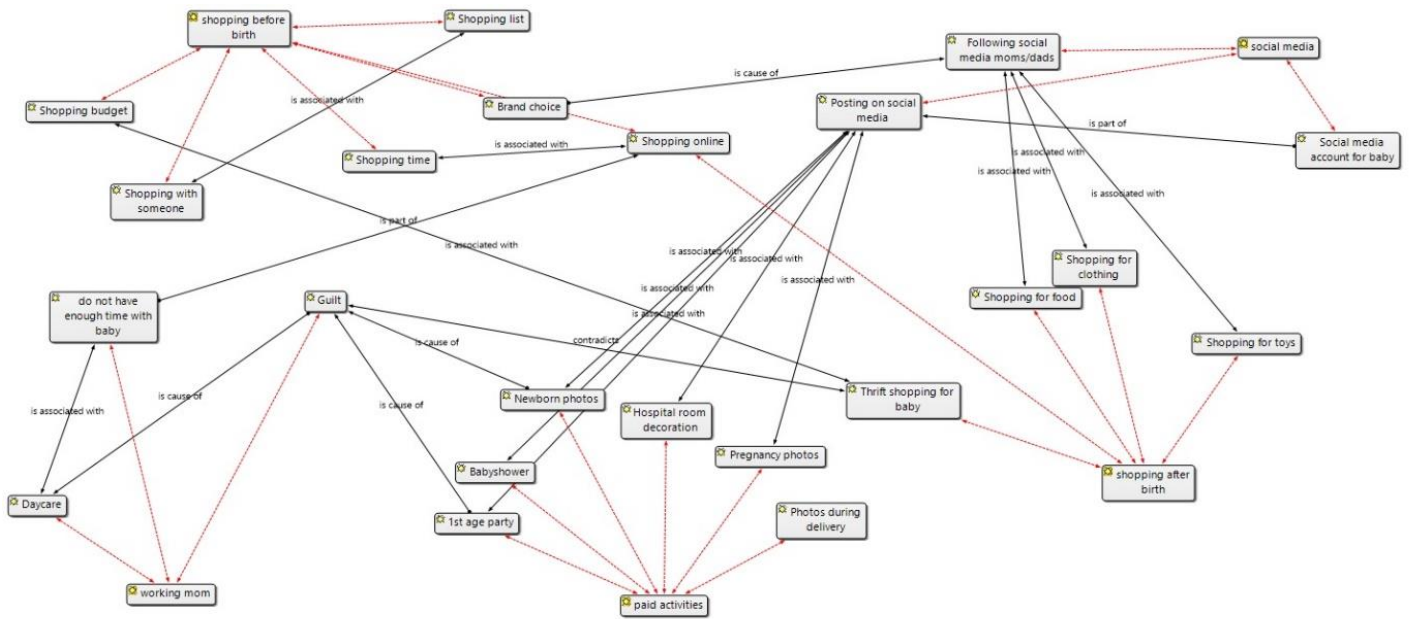 shopping before
birth
Shopping list
Following social
media moms/dads
social media
is cause of
Shopping budget
is associated with
Brand choice
Posting on social
media
is part of
Shopping online
is associated with
Social media
account for baby
Shopping time
is associated with
is associated with
Shopping with
someone
is associated with
is part of
is associated with
is associated with
is associated with
Shopping for
clothing
is associated with
is associated with
Shopping for food
do not have
enough time with
baby
Guilt
is associated with
contradicts
is cause of
Shopping for toys
is cause of
Newborn photos
Thrift shopping for
baby
is associated with
is cause of
Hospital room
decoration
Pregnancy photos
Babyshower
shopping after
birth
Daycare
1st age party
Photos during
delivery
working mom
paid activities